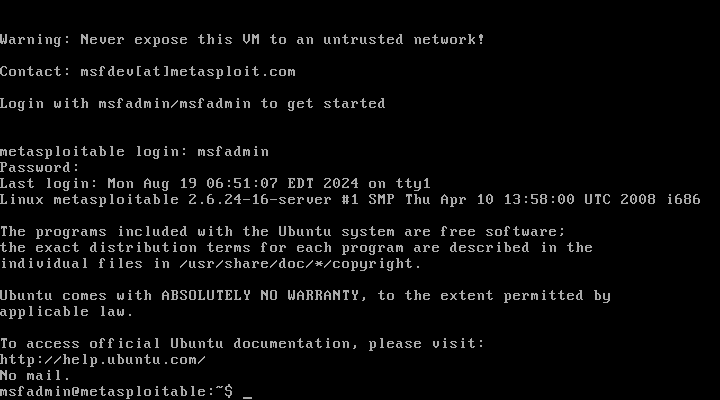 Warning: Never expose this VM to an untrusted network!
Contact: msfdev[at]metasploit.com
Login with msfadmin/msfadmin to get started
metasploitable login: msfadmin
Password:
Last login: Mon Aug 19 06:51:07 EDT 2024 on tty1
Linux metasploitable 2.6.24-16-server #1 SMP Thu Apr 10 13:58:00 UTC 2008 i686
The programs included with the Ubuntu system are free software;
the exact distribution terms for each program are described in the
individual files in /usr/share/doc/*/copyright.
Ubuntu comes with ABSOLUTELY NO WARRANTY, to the extent permitted by
applicable law.
To access official Ubuntu documentation, please visit:
http://help.ubuntu.com/
No mail.
msfadmin@metasploitable:~$ _